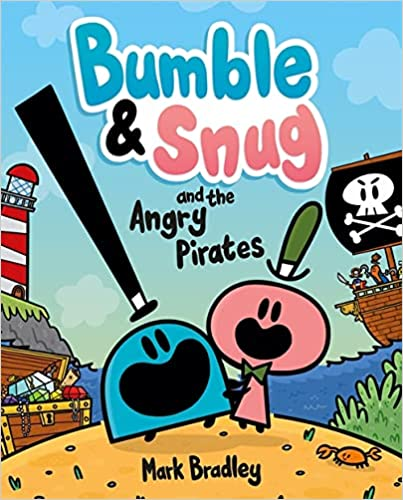 Bumble
& Snug
and the
Angry
Pirates
Mark Bradley